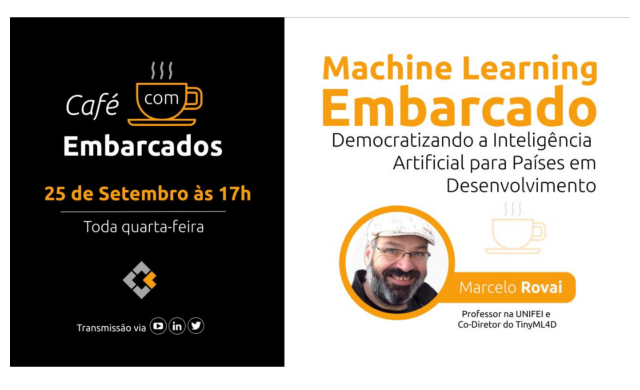 Café com
Embarcados
25 de Setembro às 17h
Toda quarta-feira
Transmissão via
Machine Learning
Embarcado
Democratizando a Inteligência
Artificial para Países em
Desenvolvimento
Marcelo Rovai
Professor na UNIFEI e
Co-Diretor do TinyML4D